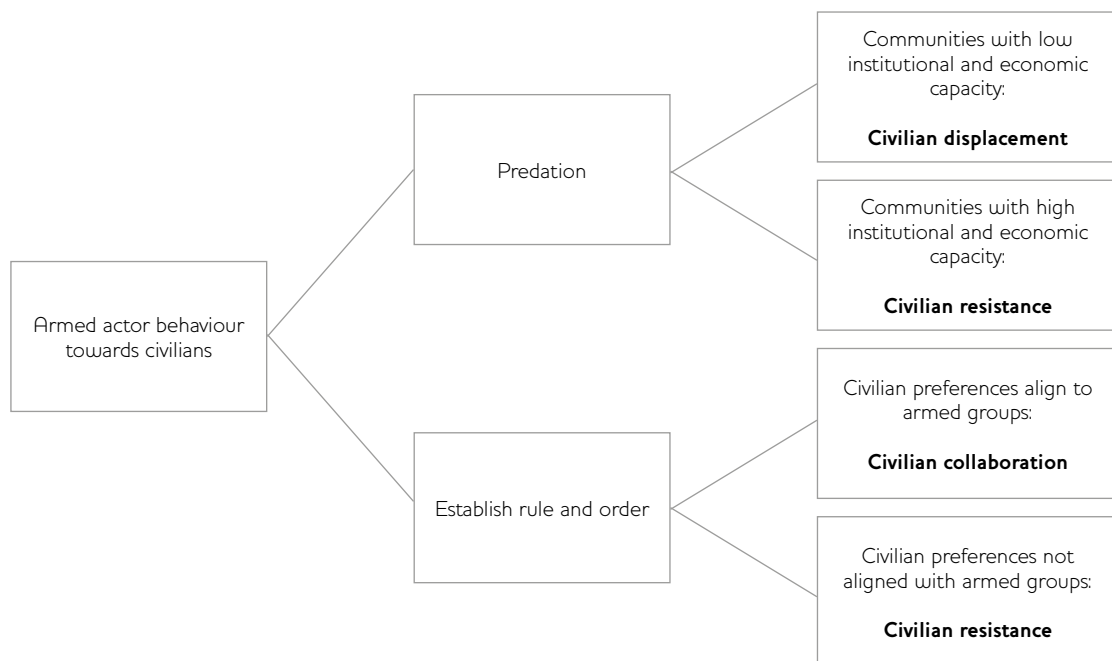 Armed actor behaviour
towards civilians
Predation
Establish rule and order
Communities with low
institutional and economic
capacity:
Civilian displacement
Communities with high
institutional and economic
capacity:
Civilian resistance
Civilian preferences align to
armed groups:
Civilian collaboration
Civilian preferences not
aligned with armed groups:
Civilian resistance